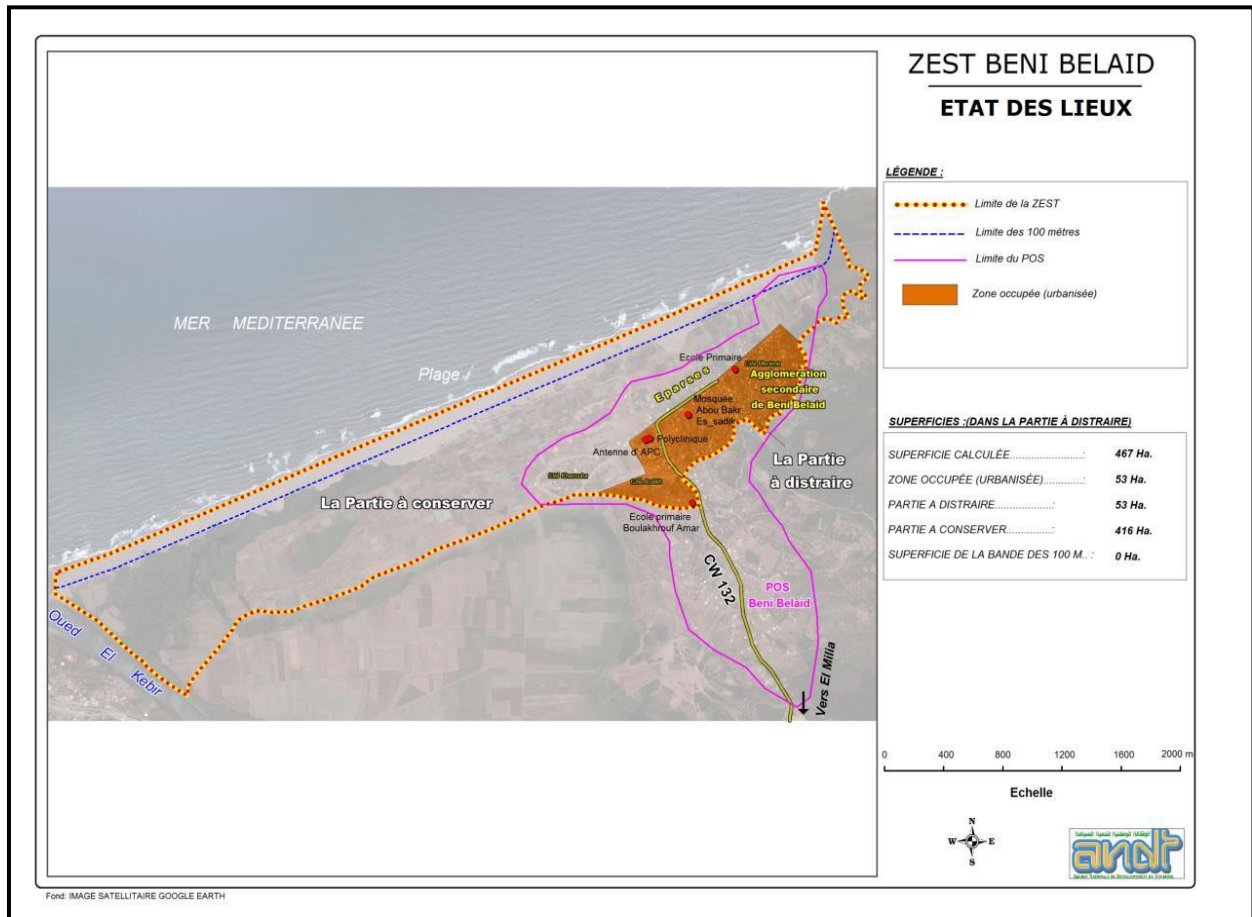 ZEST BENI BELAID
ETAT DES LIEUX
LÉGENDE :
Limite de la ZEST
Limite des 100 mètres
Limite du POS
Zone occupée (urbanisée)
SUPERFICIES :(DANS LA PARTIE À DISTRAIRE)
SUPERFICIE CALCULÉE........................: 467 Ha.
ZONE OCCUPÉE (URBANISÉE).............: 53 Ha.
PARTIE A DISTRAIRE....................: 53 Ha.
PARTIE A CONSERVER................: 416 Ha.
SUPERFICIE DE LA BANDE DES 100 M.. : 0 Ha.
0 400 800 1200 1600 2000 m
Echelle
N
W E
S
andt
MER MEDITERRANEE
Plage
Ecole Primaire
Eparses
Agglomération
secondaire
de Beni Belaid
Mosquée
Abou Bakr
Es_sadik
Polyclinique
Antenne d' APC
La Partie
à distraire
La Partie à conserver
Ecole primaire
Boulakhrouf Amar
CW 132
POS
Beni Belaid
Oued El Kebir
Vers El Milia
Fond: IMAGE SATELLITAIRE GOOGLE EARTH